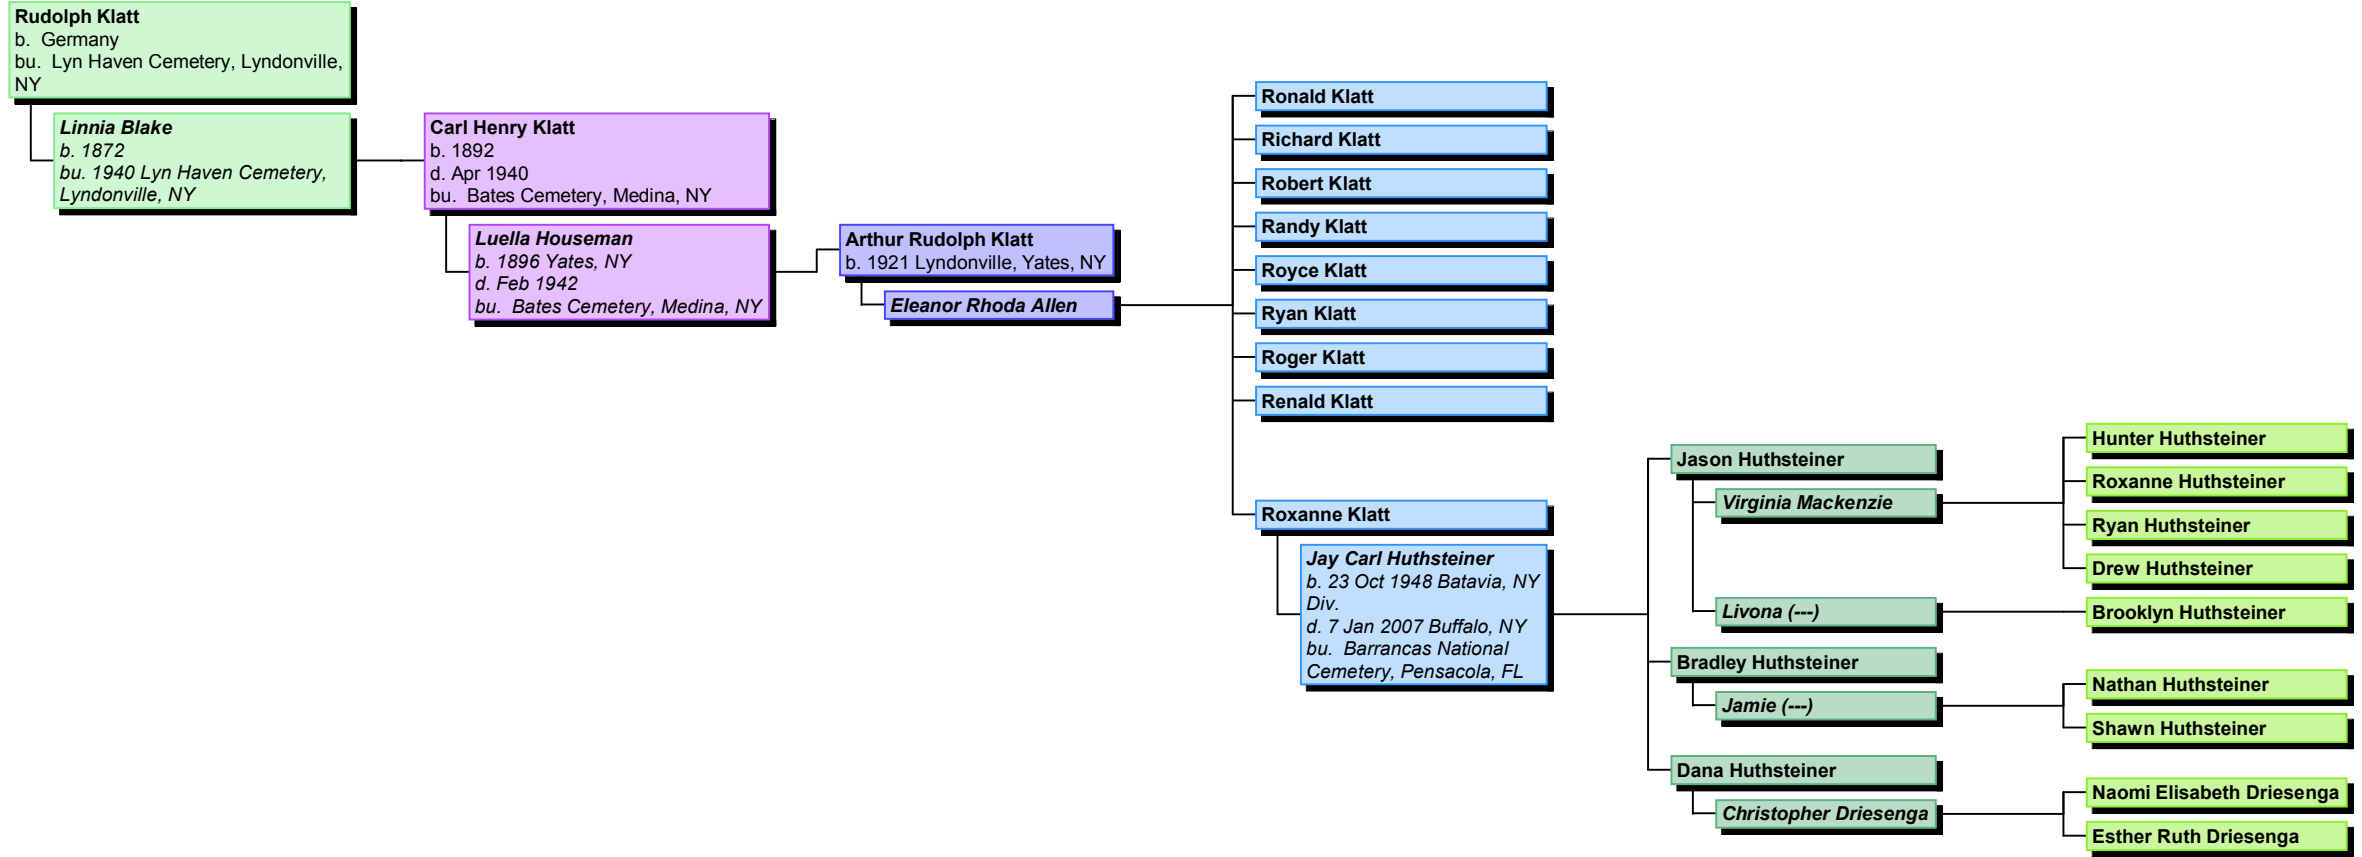 Rudolph Klatt
b. Germany
bu. Lyn Haven Cemetery, Lyndonville,
NY
Linnia Blake
b. 1872
bu. 1940 Lyn Haven Cemetery,
Lyndonville, NY
Carl Henry Klatt
b. 1892
d. Apr 1940
bu. Bates Cemetery, Medina, NY
Luella Houseman
b. 1896 Yates, NY
d. Feb 1942
bu. Bates Cemetery, Medina, NY
Arthur Rudolph Klatt
b. 1921 Lyndonville, Yates, NY
Eleanor Rhoda Allen
Ronald Klatt
Richard Klatt
Robert Klatt
Randy Klatt
Royce Klatt
Ryan Klatt
Roger Klatt
Renald Klatt
Roxanne Klatt
Jay Carl Huthsteiner
b. 23 Oct 1948 Batavia, NY
Div.
d. 7 Jan 2007 Buffalo, NY
bu. Barrancas National
Cemetery, Pensacola, FL
Jason Huthsteiner
Virginia Mackenzie
Hunter Huthsteiner
Roxanne Huthsteiner
Ryan Huthsteiner
Drew Huthsteiner
Livona (---)
Brooklyn Huthsteiner
Bradley Huthsteiner
Jamie (---)
Nathan Huthsteiner
Shawn Huthsteiner
Dana Huthsteiner
Christopher Driesenga
Naomi Elisabeth Driesenga
Esther Ruth Driesenga